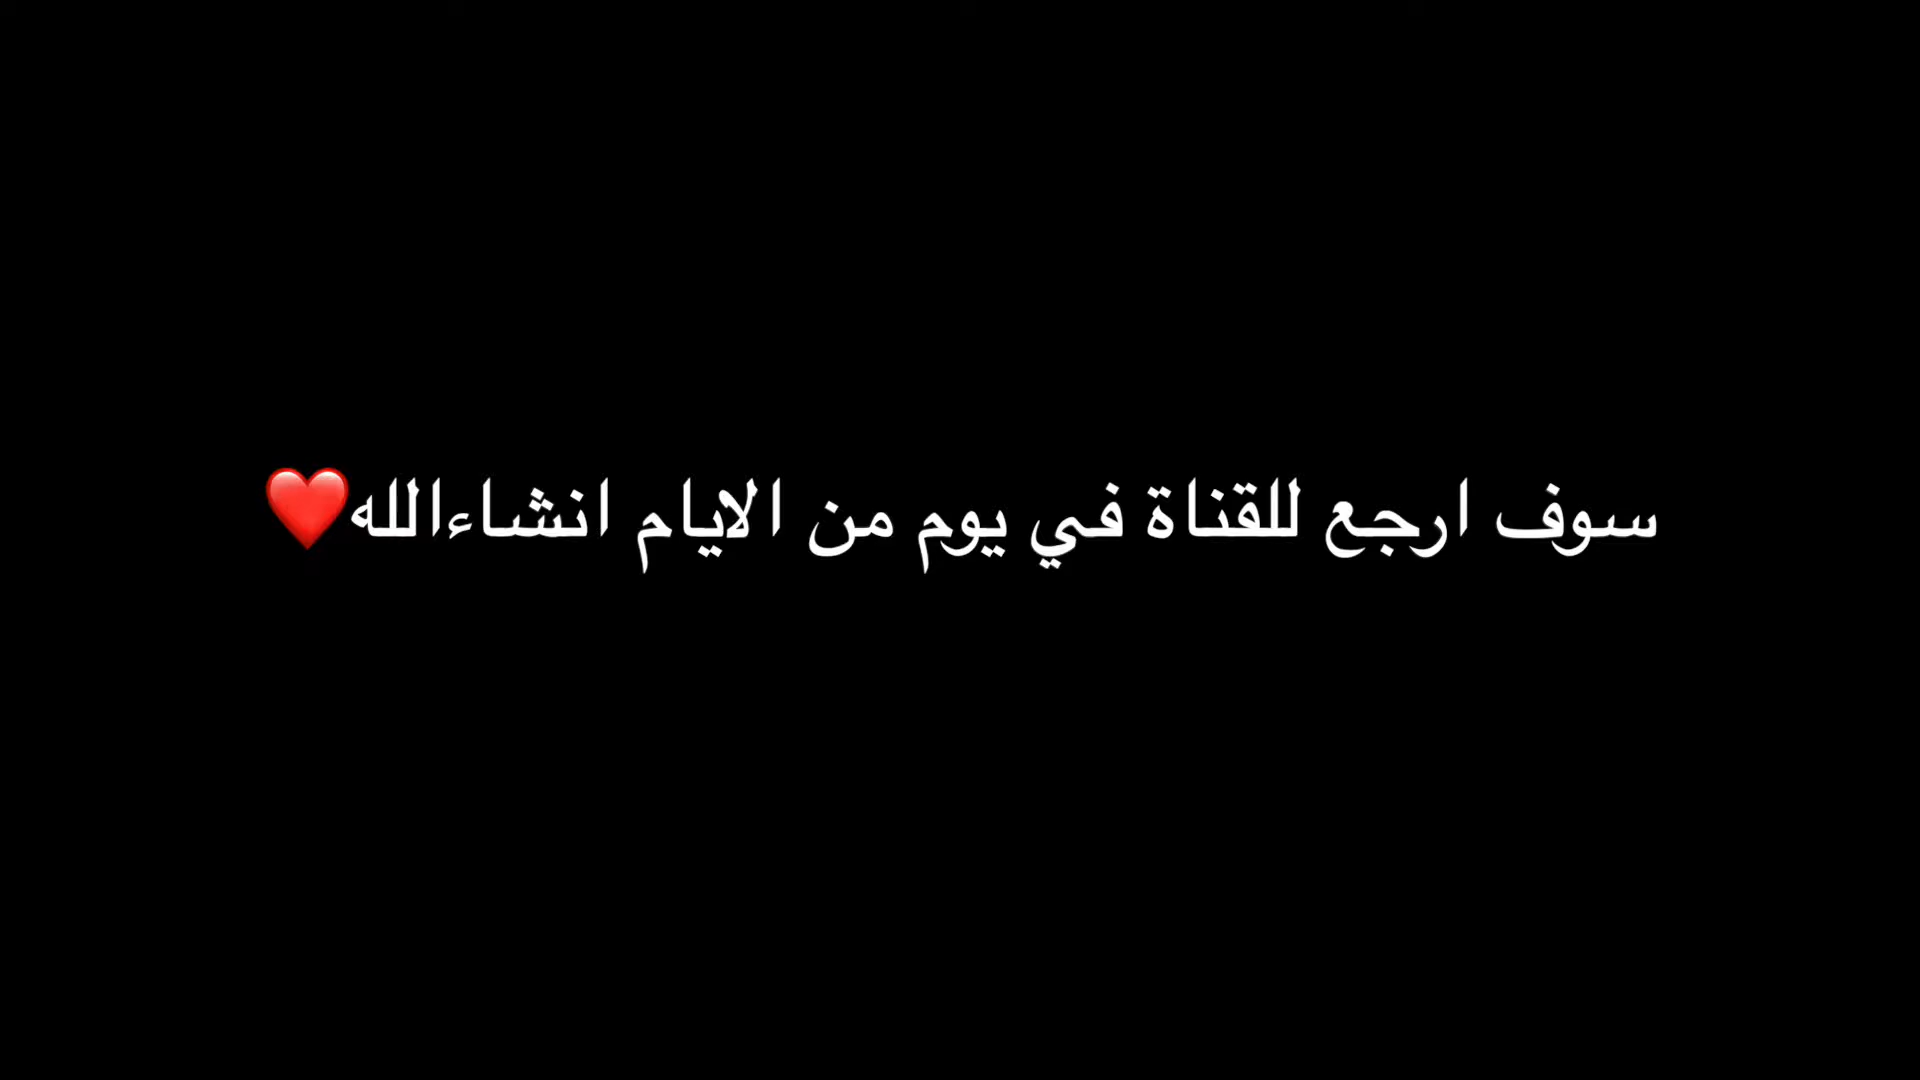 سوف ارجع للقناة في يوم من الايام انشاءالله❤️